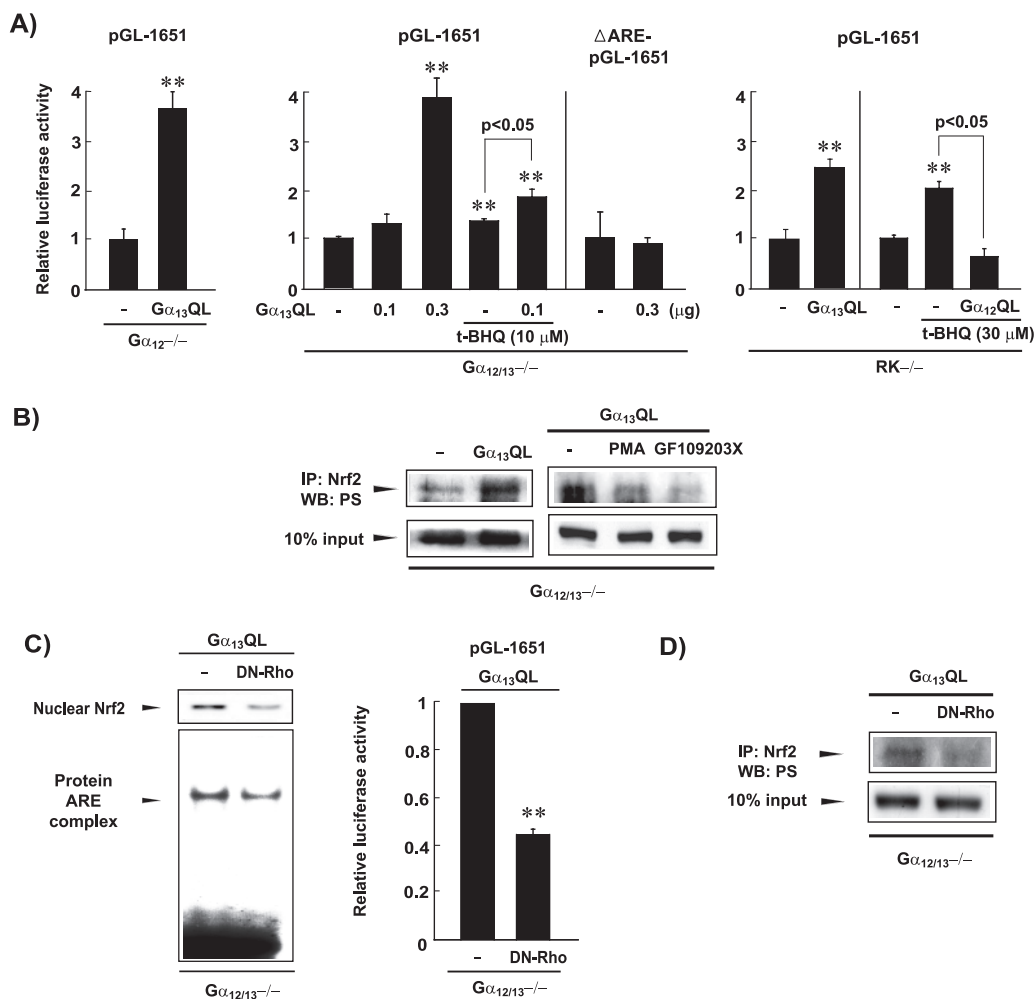 A)
pGL-1651
Relative luciferase activity
4
3
2
1
0
**
- Gα13QL
Gα12−/−
pGL-1651
△ARE-
pGL-1651
4
3
2
1
0
**
p<0.05
**
**
Gα13QL - 0.1 0.3 - 0.1 - 0.3 (μg)
t-BHQ (10 μM)
Gα12/13−/−
pGL-1651
4
3
2
1
0
**
p<0.05
**
- Gα13QL - - Gα12QL
t-BHQ (30 μM)
RK−/−
B)
Gα13QL
– Gα13QL - PMA GF109203X
IP: Nrf2
WB: PS
10% input
Gα12/13−/−
C)
Gα13QL
– DN-Rho
Nuclear Nrf2
Protein
ARE
complex
Gα12/13−/−
pGL-1651
Gα13QL
Relative luciferase activity
1
0.8
0.6
0.4
0.2
0
**
– DN-Rho
Gα12/13−/−
D)
Gα13QL
– DN-Rho
IP: Nrf2
WB: PS
10% input
Gα12/13−/−